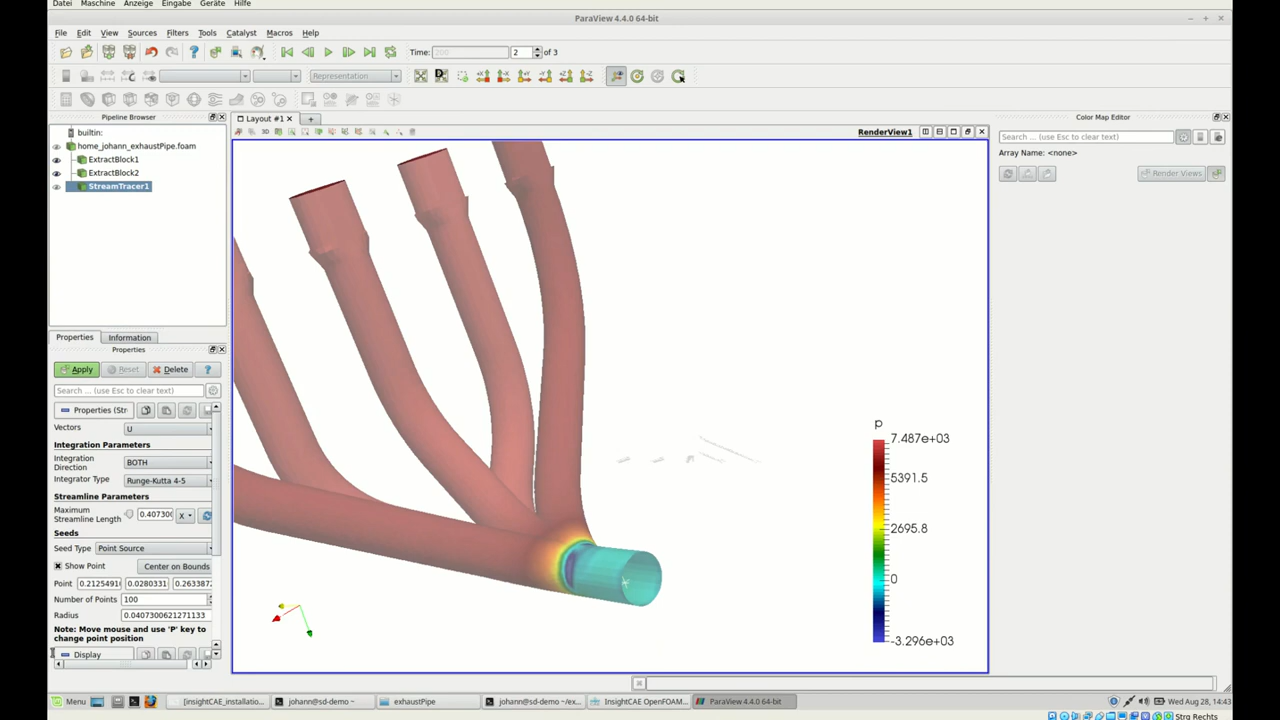 Datei Maschine Anzeige Eingabe Geräte Hilfe
ParaView 4.4.0 64-bit
File Edit View Sources Filters Tools Catalyst Macros Help
Time: 200 2 of 3
Representation
Pipeline Browser
Layout #1
Color Map Editor
builtin:
RenderView1
Search ... (use Esc to clear text)
home_johann_exhaustPipe.foam
Array Name: <none>
ExtractBlock1
ExtractBlock2
Render Views
StreamTracer1
Properties Information
Properties
Apply Reset Delete ?
Search ... (use Esc to clear text)
Properties (Str
Vectors U
Integration Parameters
Integration Direction BOTH
Integrator Type Runge-Kutta 4-5
Streamline Parameters
Maximum Streamline Length 0.407300 X
Seeds
Seed Type Point Source
Show Point Center on Bounds
Point 0.2125491 0.0280331 0.263387
Number of Points 100
Radius 0.0407300621271133
Note: Move mouse and use 'P' key to
change point position
Display
p
7.487e+03
5391.5
2695.8
0
-3.296e+03
Menu [insightCAE_installatio... johann@sd-demo ~ exhaustPipe johann@sd-demo ~/ex... InsightCAE OpenFOAM... ParaView 4.4.0 64-bit Wed Aug 28, 14:43
Strg Rechts